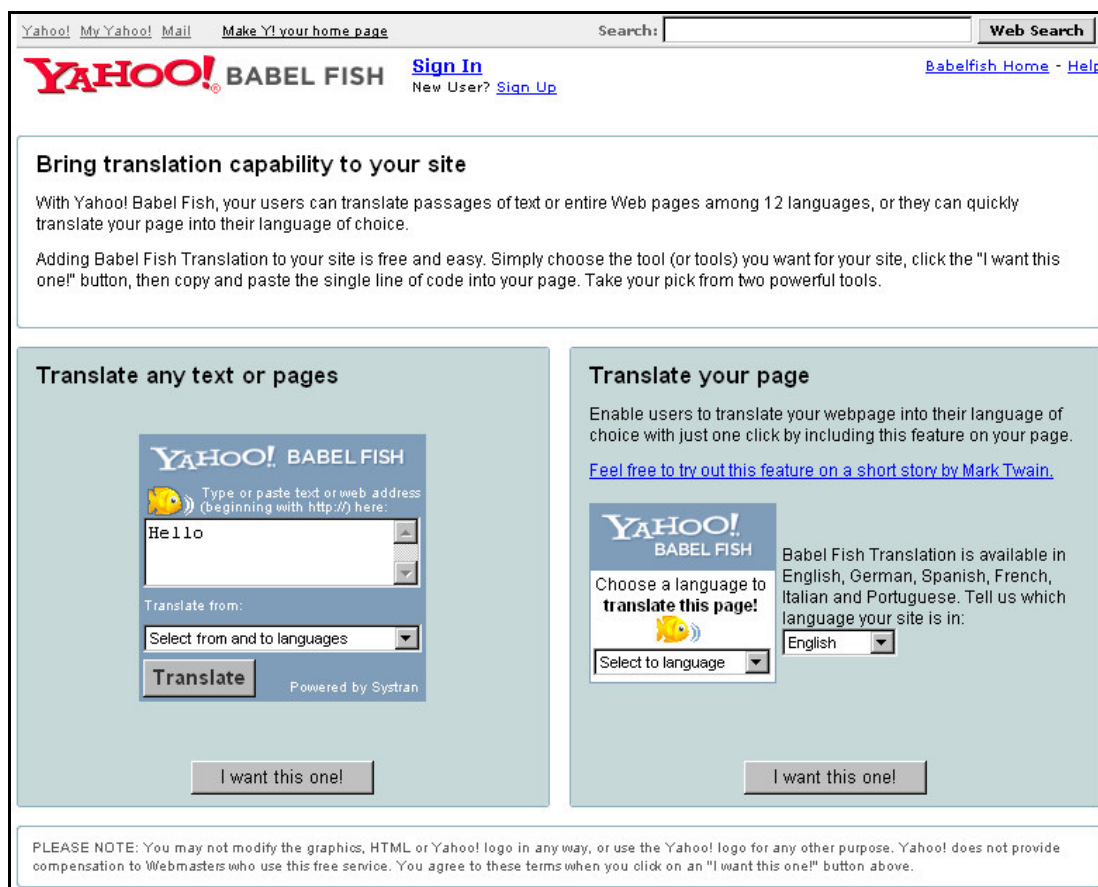 Yahoo! My Yahoo! Mail Make Y! your home page Search: Web Search
YAHOO!® BABEL FISH Sign In Babelfish Home - Help
New User? Sign Up
Bring translation capability to your site
With Yahoo! Babel Fish, your users can translate passages of text or entire Web pages among 12 languages, or they can quickly
translate your page into their language of choice.
Adding Babel Fish Translation to your site is free and easy. Simply choose the tool (or tools) you want for your site, click the "I want this
one!" button, then copy and paste the single line of code into your page. Take your pick from two powerful tools.
Translate any text or pages
YAHOO! BABEL FISH
Type or paste text or web address
(beginning with http://) here:
Hello
Translate from:
Select from and to languages
Translate Powered by Systran
I want this one!
Translate your page
Enable users to translate your webpage into their language of
choice with just one click by including this feature on your page.
Feel free to try out this feature on a short story by Mark Twain.
YAHOO!
BABEL FISH
Choose a language to
translate this page!
Select to language
Babel Fish Translation is available in
English, German, Spanish, French,
Italian and Portuguese. Tell us which
language your site is in:
English
I want this one!
PLEASE NOTE: You may not modify the graphics, HTML or Yahoo! logo in any way, or use the Yahoo! logo for any other purpose. Yahoo! does not provide
compensation to Webmasters who use this free service. You agree to these terms when you click on an "I want this one!" button above.